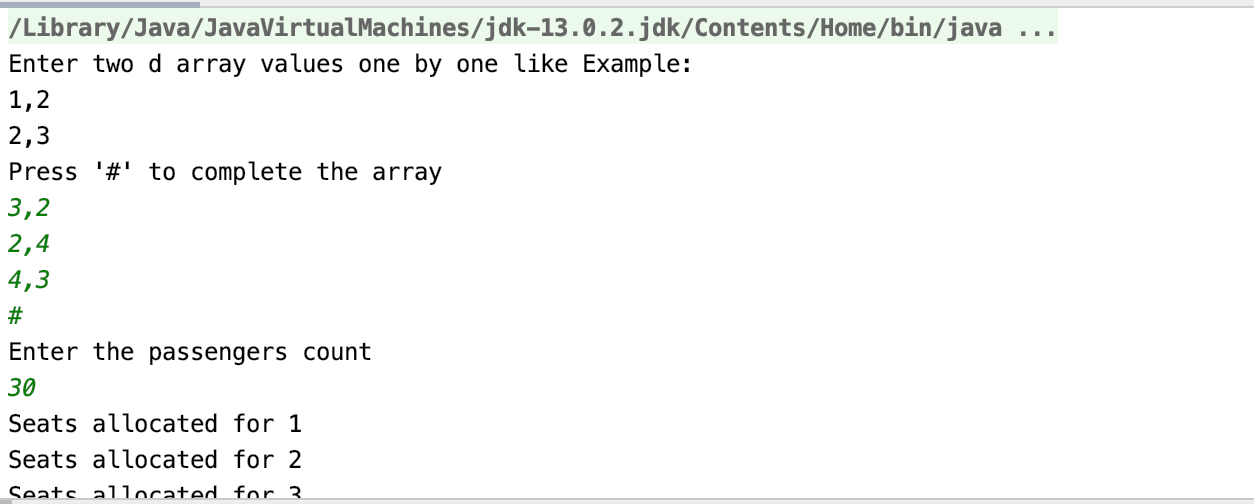 /Library/Java/JavaVirtualMachines/jdk-13.0.2.jdk/Contents/Home/bin/java ...
Enter two d array values one by one like Example:
1,2
2,3
Press '#' to complete the array
3,2
2,4
4,3
#
Enter the passengers count
30
Seats allocated for 1
Seats allocated for 2
Seats allocated for 3